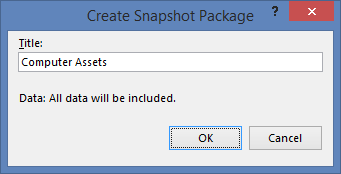 Create Snapshot Package
?
Title:
Computer Assets
Data: All data will be included.
OK Cancel